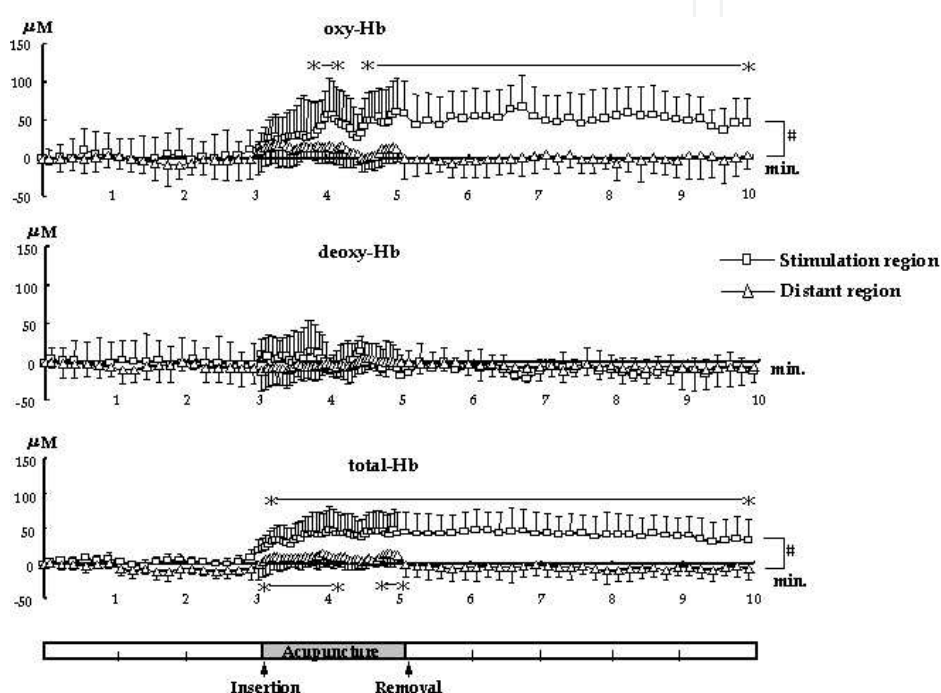 μM
oxy-Hb
150
100
50
0
-50
1 2 3 4 5 6 7 8 9 10
* * * *
#
min.
μM
deoxy-Hb
150
100
50
0
-50
1 2 3 4 5 6 7 8 9 10
min.
Stimulation region
Distant region
μM
total-Hb
150
100
50
0
-50
1 2 3 4 5 6 7 8 9 10
* *
* * * *
#
min.
Acupuncture
Insertion Removal